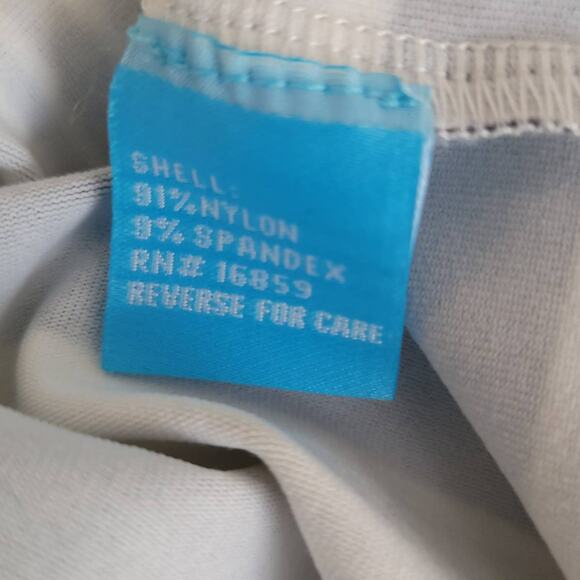 SHELL:
91% NYLON
9% SPANDEX
RN# 16859
REVERSE FOR CARE